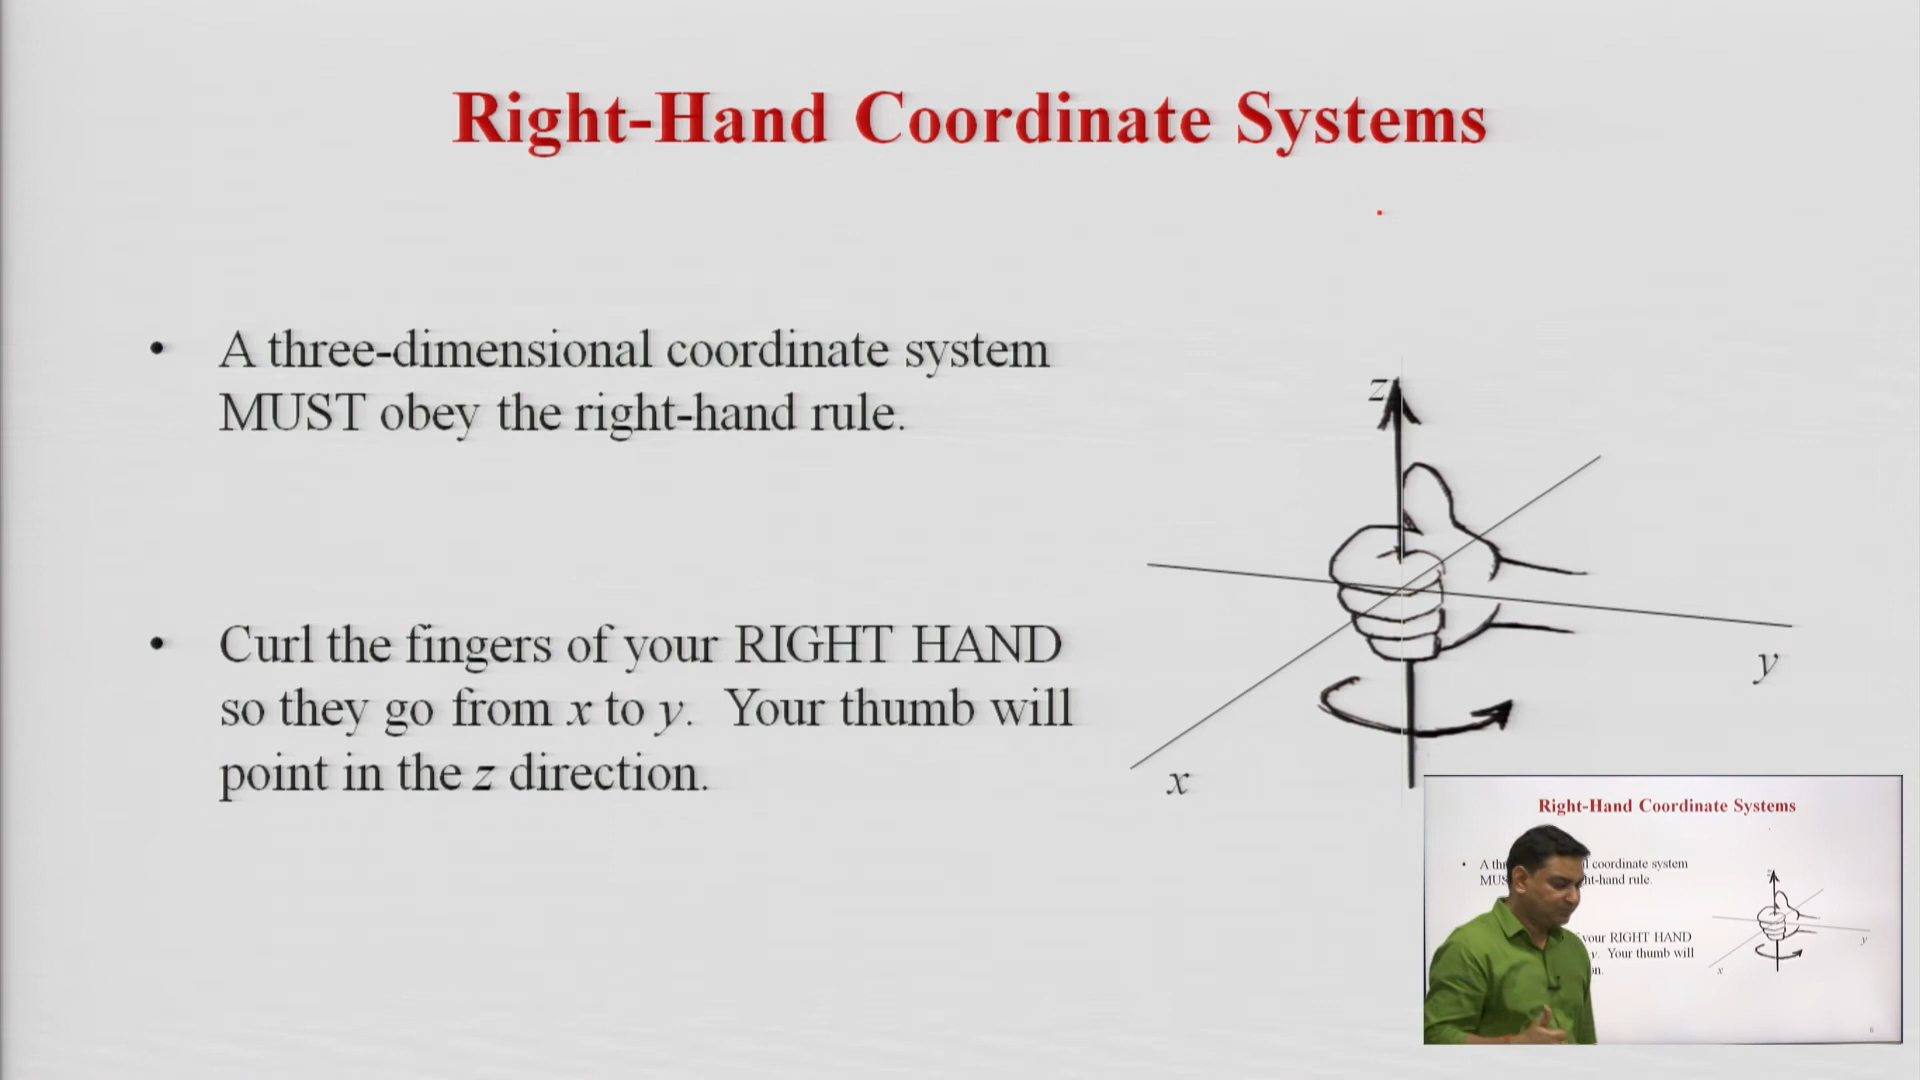 Right-Hand Coordinate Systems
• A three-dimensional coordinate system
MUST obey the right-hand rule.
• Curl the fingers of your RIGHT HAND
so they go from x to y. Your thumb will
point in the z direction.
z
y
x
Right-Hand Coordinate Systems
• A coordinate system
rule.
your RIGHT HAND
y. Your thumb will
x
y
6